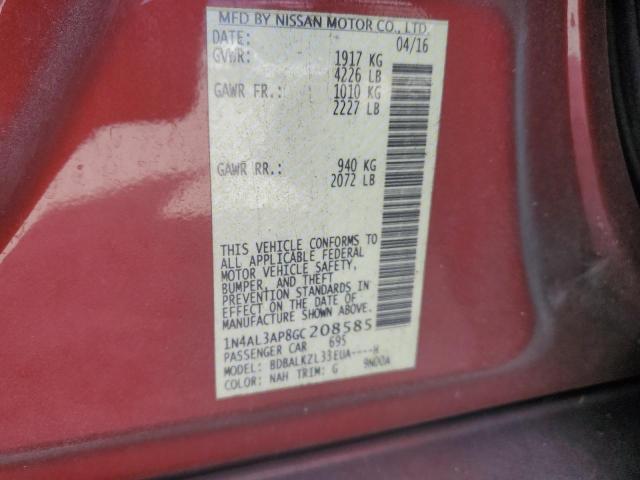 MFD BY NISSAN MOTOR CO., LTD.
DATE: 04/16
GVWR: 1917 KG
4226 LB
GAWR FR.: 1010 KG
2227 LB
GAWR RR.: 940 KG
2072 LB
THIS VEHICLE CONFORMS TO
ALL APPLICABLE FEDERAL
MOTOR VEHICLE SAFETY,
BUMPER, AND THEFT
PREVENTION STANDARDS IN
EFFECT ON THE DATE OF
MANUFACTURE SHOWN ABOVE.
1N4AL3AP8GC208585
PASSENGER CAR 695
MODEL: BDBALKZL33EUA----H
COLOR: NAH TRIM: G 9ND0A